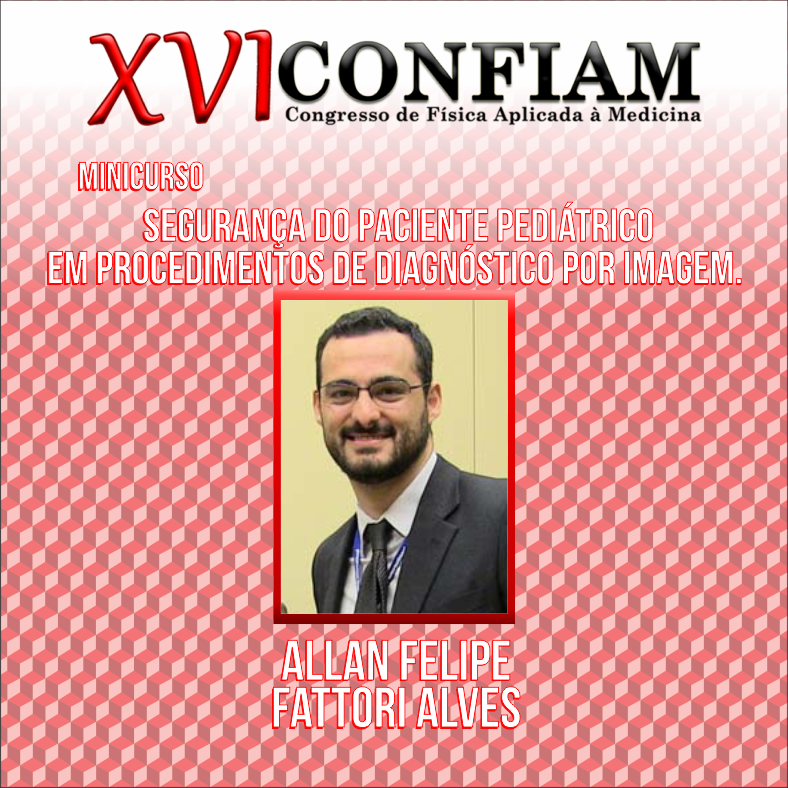 XVI CONFIAM
Congresso de Física Aplicada à Medicina
MINICURSO
SEGURANÇA DO PACIENTE PEDIÁTRICO
EM PROCEDIMENTOS DE DIAGNÓSTICO POR IMAGEM.
ALLAN FELIPE
FATTORI ALVES